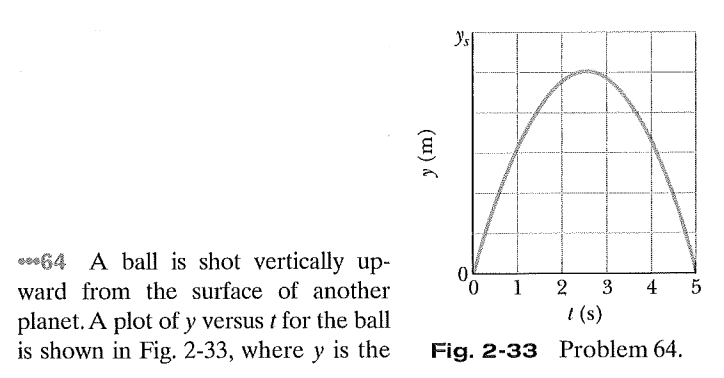 yₛ
y (m)
0
0 1 2 3 4 5
t (s)
•••64 A ball is shot vertically up-
ward from the surface of another
planet. A plot of y versus t for the ball
is shown in Fig. 2-33, where y is the
Fig. 2-33 Problem 64.